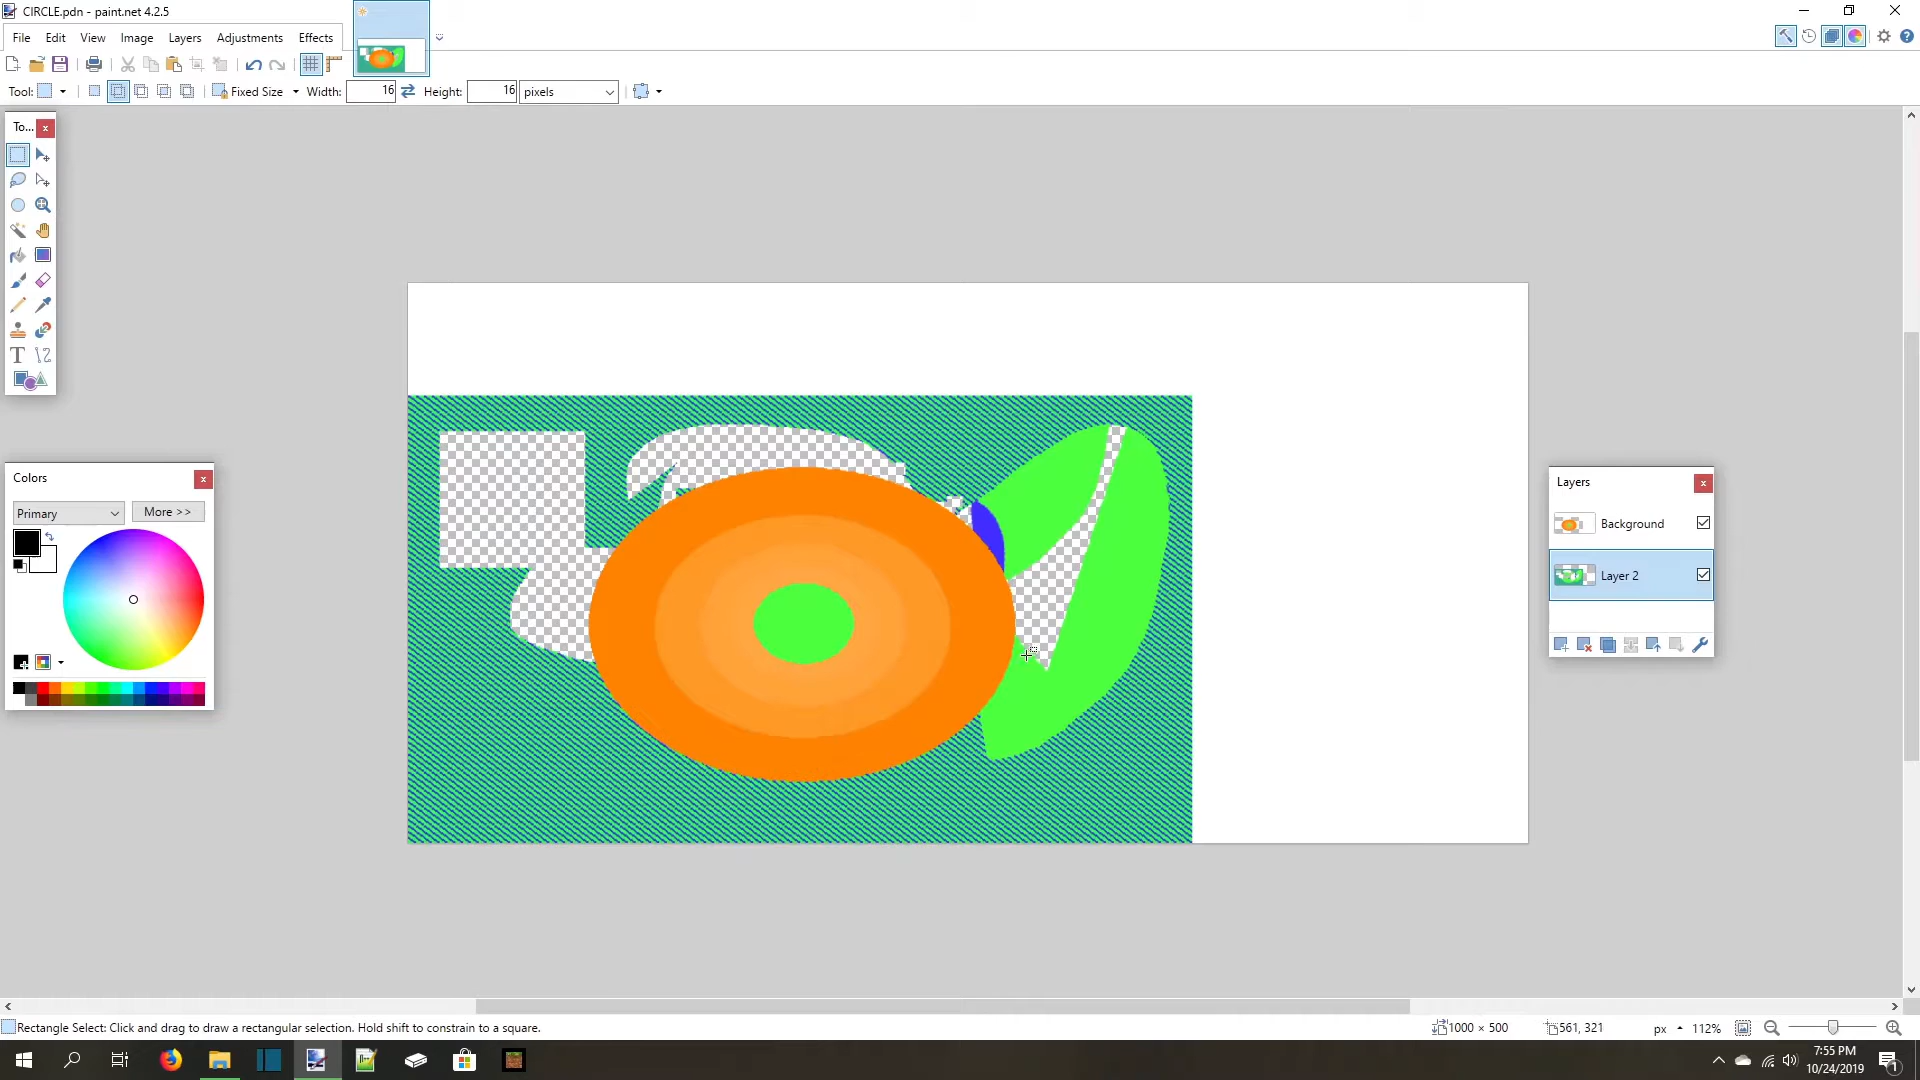 CIRCLE.pdn - paint.net 4.2.5
File Edit View Image Layers Adjustments Effects
Tool: Fixed Size Width: 16 Height: 16 pixels
To...
Colors
Primary More >>
Layers
Background
Layer 2
Rectangle Select: Click and drag to draw a rectangular selection. Hold shift to constrain to a square.
1000 × 500 561, 321 px 112%
7:55 PM
10/24/2019
1